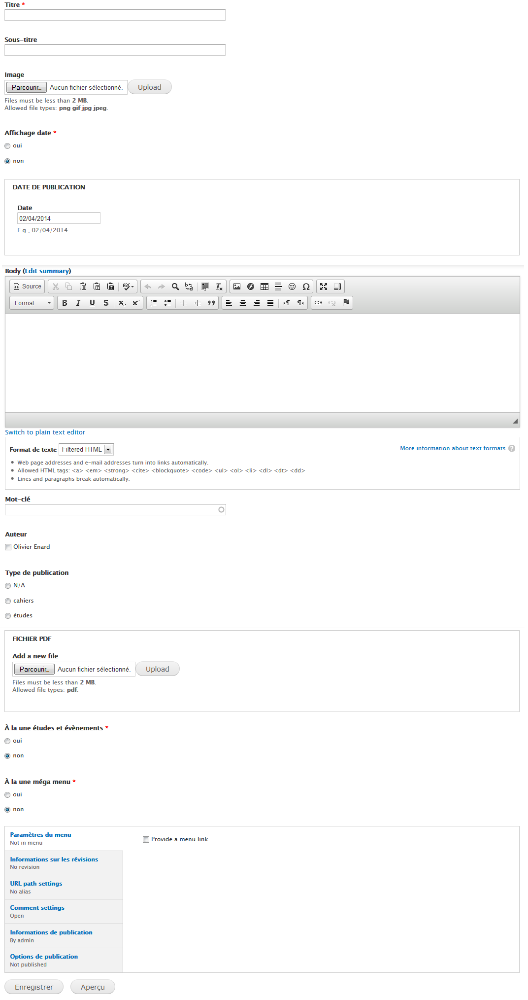 Titre *
Sous-titre
Image
Parcourir... Aucun fichier sélectionné. Upload
Files must be less than 2 MB.
Allowed file types: png gif jpg jpeg.
Affichage date *
oui
non
DATE DE PUBLICATION
Date
02/04/2014
E.g., 02/04/2014
Body (Edit summary)
Source ABC
Format B I U S x₂ x²
Switch to plain text editor
Format de texte Filtered HTML More information about text formats ?
Web page addresses and e-mail addresses turn into links automatically.
Allowed HTML tags: <a> <em> <strong> <cite> <blockquote> <code> <ul> <ol> <li> <dl> <dt> <dd>
Lines and paragraphs break automatically.
Mot-clé
Auteur
Olivier Enard
Type de publication
N/A
cahiers
études
FICHIER PDF
Add a new file
Parcourir... Aucun fichier sélectionné. Upload
Files must be less than 2 MB.
Allowed file types: pdf.
À la une études et évènements *
oui
non
À la une méga menu *
oui
non
Paramètres du menu
Not in menu
Provide a menu link
Informations sur les révisions
No revision
URL path settings
No alias
Comment settings
Open
Informations de publication
By admin
Options de publication
Not published
Enregistrer Aperçu